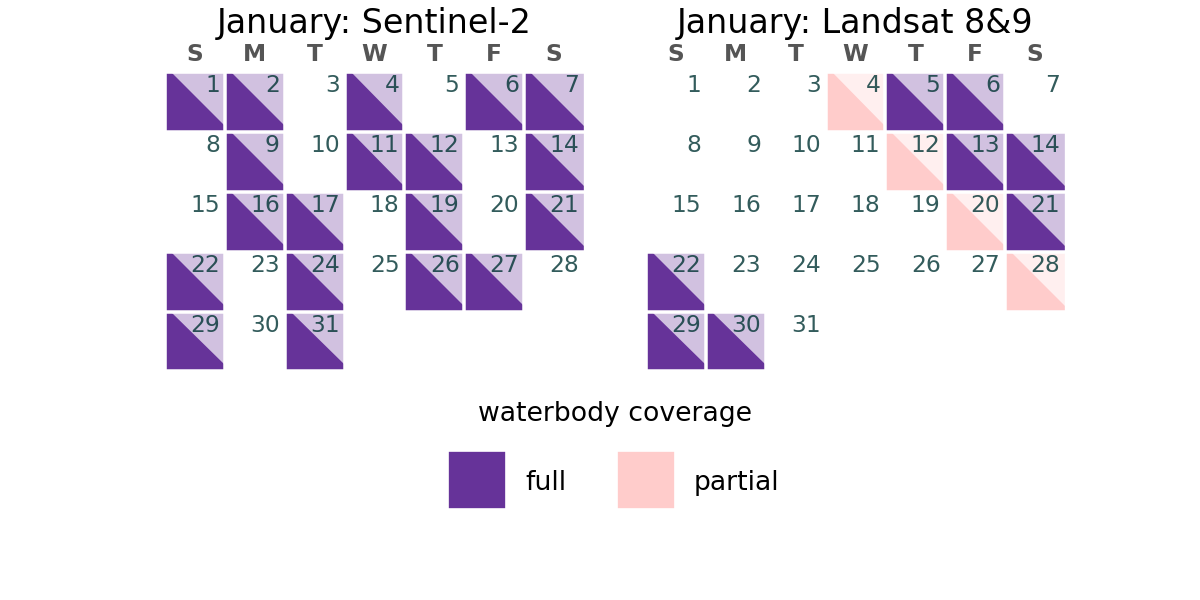 January: Sentinel-2
S M T W T F S
1 2 3 4 5 6 7
8 9 10 11 12 13 14
15 16 17 18 19 20 21
22 23 24 25 26 27 28
29 30 31
January: Landsat 8&9
S M T W T F S
1 2 3 4 5 6 7
8 9 10 11 12 13 14
15 16 17 18 19 20 21
22 23 24 25 26 27 28
29 30 31
waterbody coverage
full
partial